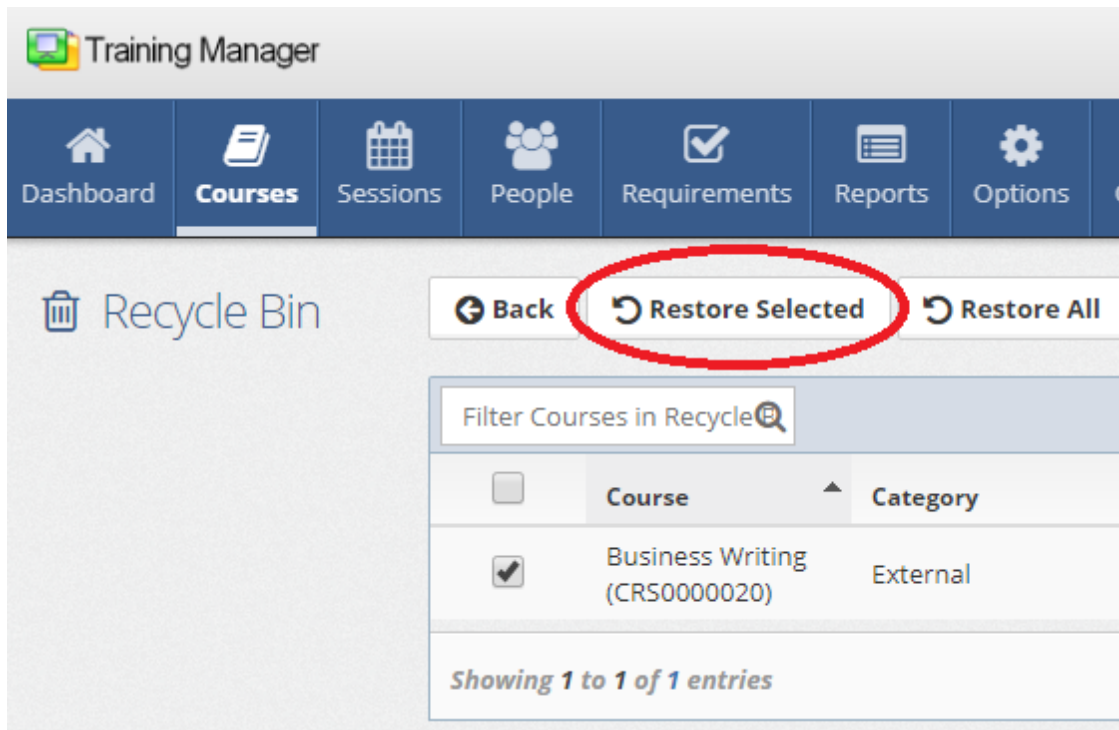 Training Manager
Dashboard Courses Sessions People Requirements Reports Options
Recycle Bin Back Restore Selected Restore All
Filter Courses in Recycle
Course Category
Business Writing
(CRS0000020) External
Showing 1 to 1 of 1 entries